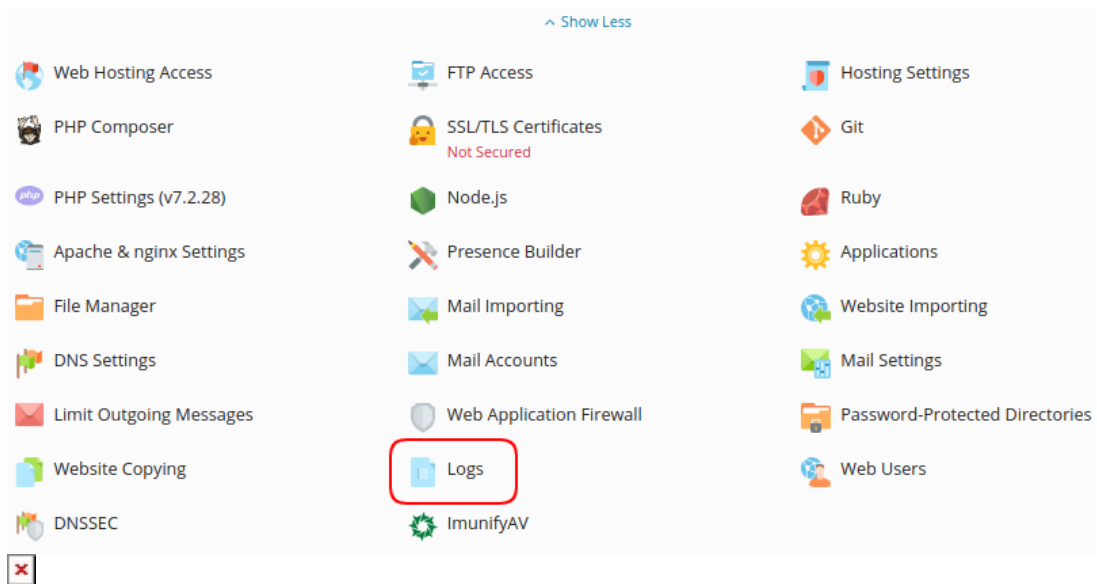 Show Less
Web Hosting Access
FTP Access
Hosting Settings
PHP Composer
SSL/TLS Certificates
Git
Not Secured
php
PHP Settings (v7.2.28)
Node.js
Ruby
Apache & nginx Settings
Presence Builder
Applications
File Manager
Mail Importing
Website Importing
DNS Settings
Mail Accounts
Mail Settings
Limit Outgoing Messages
Web Application Firewall
Password-Protected Directories
Website Copying
Logs
Web Users
DNSSEC
ImunifyAV